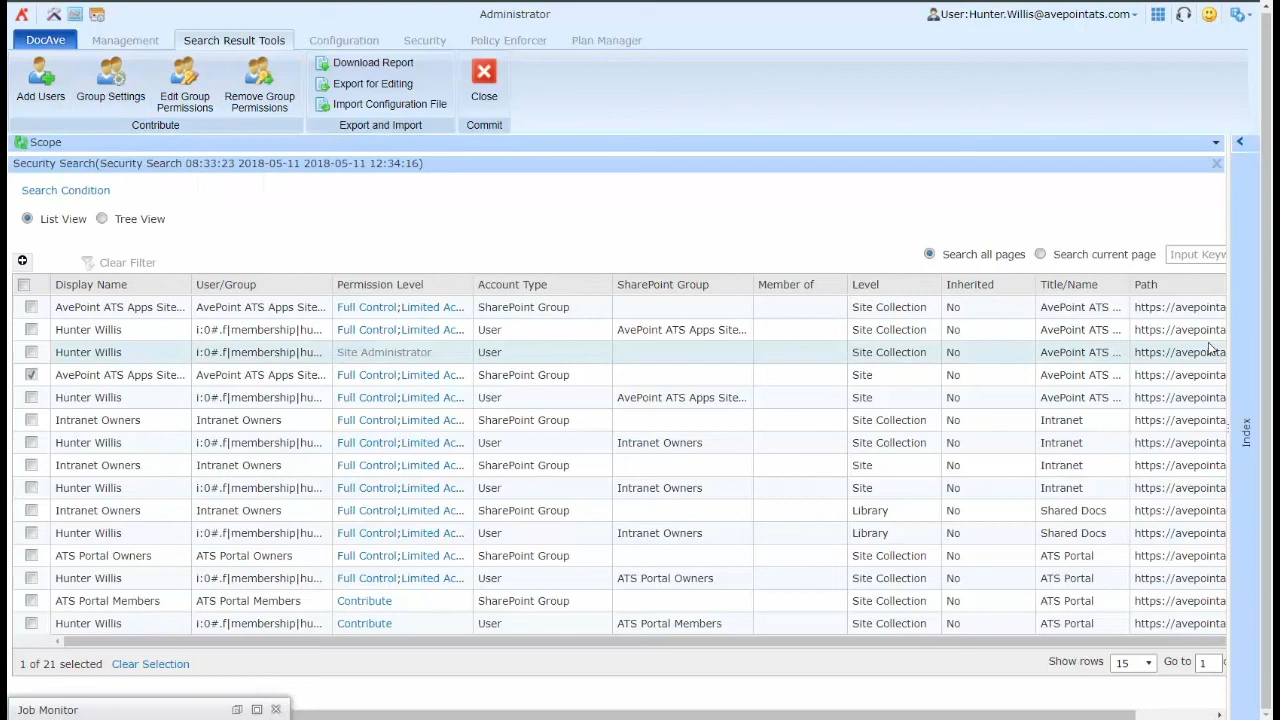 Administrator
User:Hunter.Willis@avepointats.com
DocAve Management Search Result Tools Configuration Security Policy Enforcer Plan Manager
Add Users Group Settings Edit Group Permissions Remove Group Permissions
Download Report
Export for Editing
Import Configuration File
Close
Contribute Export and Import Commit
Scope
Security Search(Security Search 08:33:23 2018-05-11 2018-05-11 12:34:16)
Search Condition
List View Tree View
Clear Filter Search all pages Search current page Input Keyw
Display Name User/Group Permission Level Account Type SharePoint Group Member of Level Inherited Title/Name Path
AvePoint ATS Apps Site... AvePoint ATS Apps Site... Full Control;Limited Ac... SharePoint Group Site Collection No AvePoint ATS ... https://avepointa
Hunter Willis i:0#.f|membership|hu... Full Control;Limited Ac... User AvePoint ATS Apps Site... Site Collection No AvePoint ATS ... https://avepointa
Hunter Willis i:0#.f|membership|hu... Site Administrator User Site Collection No AvePoint ATS ... https://avepointa
AvePoint ATS Apps Site... AvePoint ATS Apps Site... Full Control;Limited Ac... SharePoint Group Site No AvePoint ATS ... https://avepointa
Hunter Willis i:0#.f|membership|hu... Full Control;Limited Ac... User AvePoint ATS Apps Site... Site No AvePoint ATS ... https://avepointa
Intranet Owners Intranet Owners Full Control;Limited Ac... SharePoint Group Site Collection No Intranet https://avepointa
Hunter Willis i:0#.f|membership|hu... Full Control;Limited Ac... User Intranet Owners Site Collection No Intranet https://avepointa
Intranet Owners Intranet Owners Full Control;Limited Ac... SharePoint Group Site No Intranet https://avepointa
Hunter Willis i:0#.f|membership|hu... Full Control;Limited Ac... User Intranet Owners Site No Intranet https://avepointa
Intranet Owners Intranet Owners Full Control;Limited Ac... SharePoint Group Library No Shared Docs https://avepointa
Hunter Willis i:0#.f|membership|hu... Full Control;Limited Ac... User Intranet Owners Library No Shared Docs https://avepointa
ATS Portal Owners ATS Portal Owners Full Control;Limited Ac... SharePoint Group Site Collection No ATS Portal https://avepointa
Hunter Willis i:0#.f|membership|hu... Full Control;Limited Ac... User ATS Portal Owners Site Collection No ATS Portal https://avepointa
ATS Portal Members ATS Portal Members Contribute SharePoint Group Site Collection No ATS Portal https://avepointa
Hunter Willis i:0#.f|membership|hu... Contribute User ATS Portal Members Site Collection No ATS Portal https://avepointa
1 of 21 selected Clear Selection Show rows 15 Go to 1
Index
Job Monitor